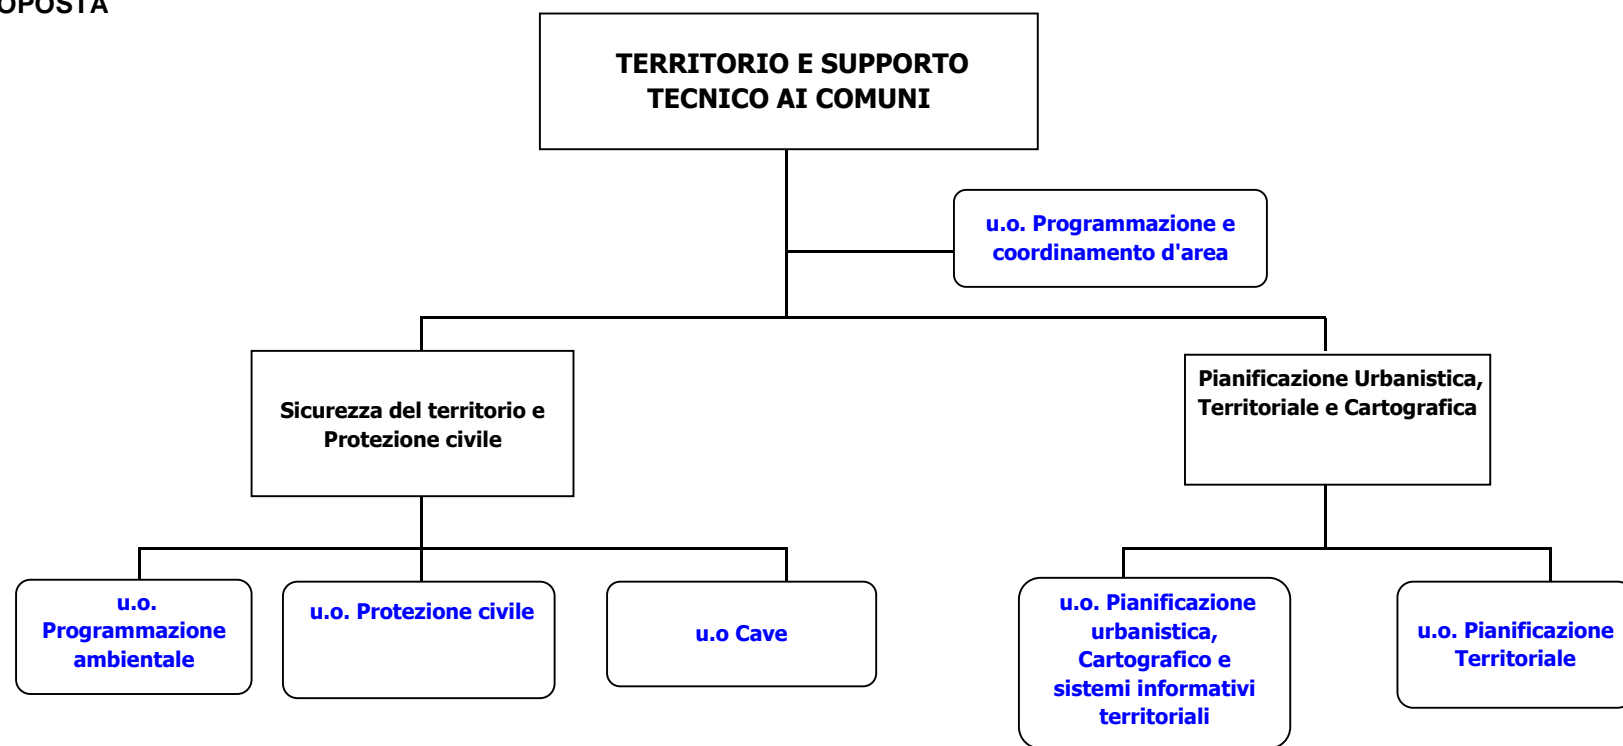 OPOSTA
TERRITORIO E SUPPORTO
TECNICO AI COMUNI
u.o. Programmazione e
coordinamento d'area
Sicurezza del territorio e
Protezione civile
Pianificazione Urbanistica,
Territoriale e Cartografica
u.o.
Programmazione
ambientale
u.o. Protezione civile
u.o Cave
u.o. Pianificazione
urbanistica,
Cartografico e
sistemi informativi
territoriali
u.o. Pianificazione
Territoriale